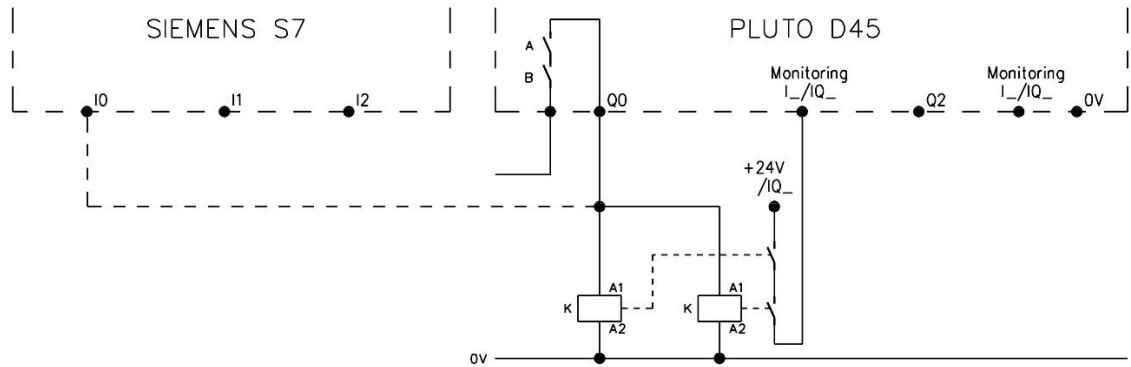 SIEMENS S7
PLUTO D45
A
B
Monitoring
I_/IQ_
Monitoring
I_/IQ_
I0
I1
I2
Q0
Q2
0V
+24V
/IQ_
K
A1
A2
K
A1
A2
0V